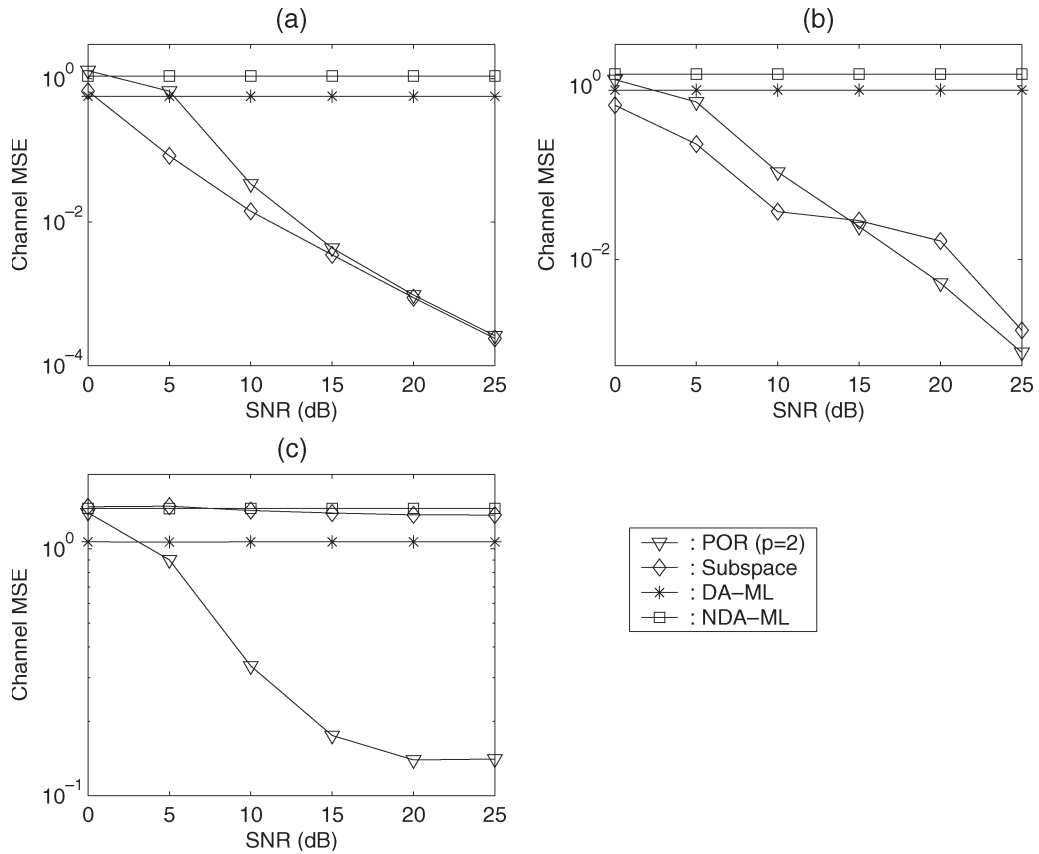 (a)
10^0
10^-2
10^-4
Channel MSE
0 5 10 15 20 25
SNR (dB)
(b)
10^0
10^-2
Channel MSE
0 5 10 15 20 25
SNR (dB)
(c)
10^0
10^-1
Channel MSE
0 5 10 15 20 25
SNR (dB)
: POR (p=2)
: Subspace
: DA-ML
: NDA-ML